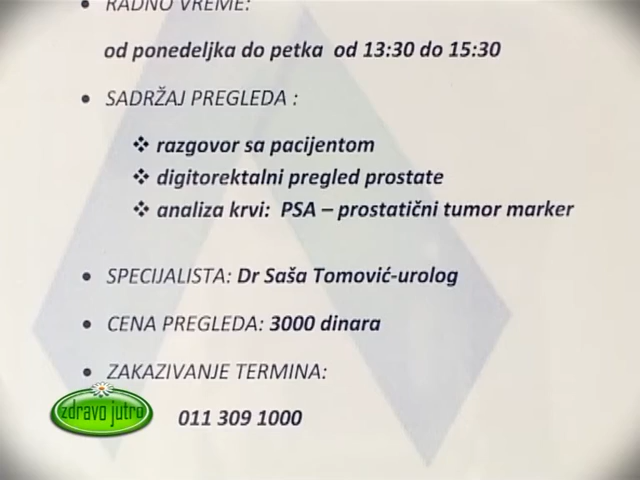 • RADNO VREME:
od ponedeljka do petka od 13:30 do 15:30
• SADRŽAJ PREGLEDA :
❖ razgovor sa pacijentom
❖ digitorektalni pregled prostate
❖ analiza krvi: PSA – prostatični tumor marker
• SPECIJALISTA: Dr Saša Tomović-urolog
• CENA PREGLEDA: 3000 dinara
• ZAKAZIVANJE TERMINA:
011 309 1000
zdravo jutro